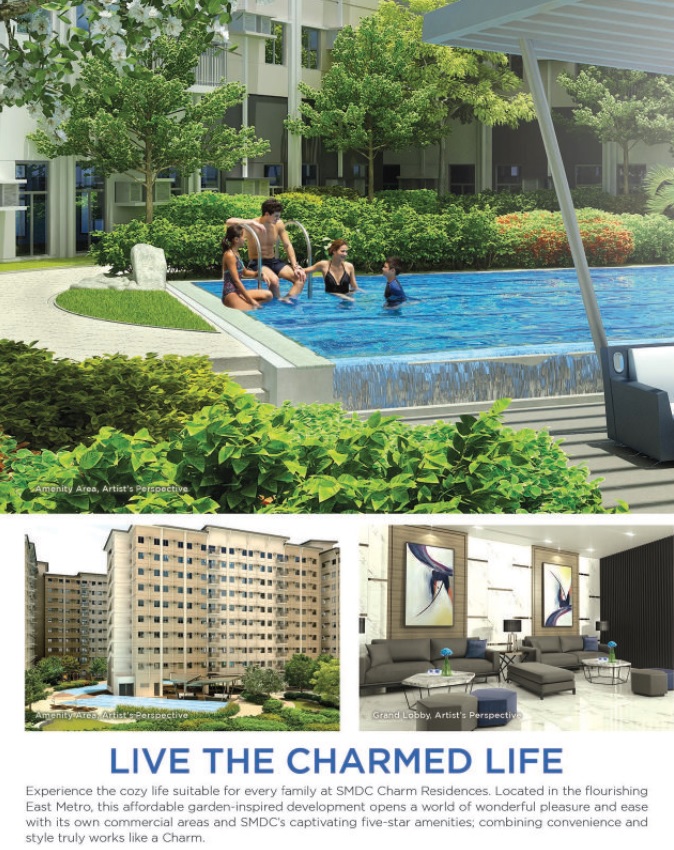 Amenity Area, Artist's Perspective
Amenity Area, Artist's Perspective
Grand Lobby, Artist's Perspective
LIVE THE CHARMED LIFE
Experience the cozy life suitable for every family at SMDC Charm Residences. Located in the flourishing
East Metro, this affordable garden-inspired development opens a world of wonderful pleasure and ease
with its own commercial areas and SMDC's captivating five-star amenities; combining convenience and
style truly works like a Charm.